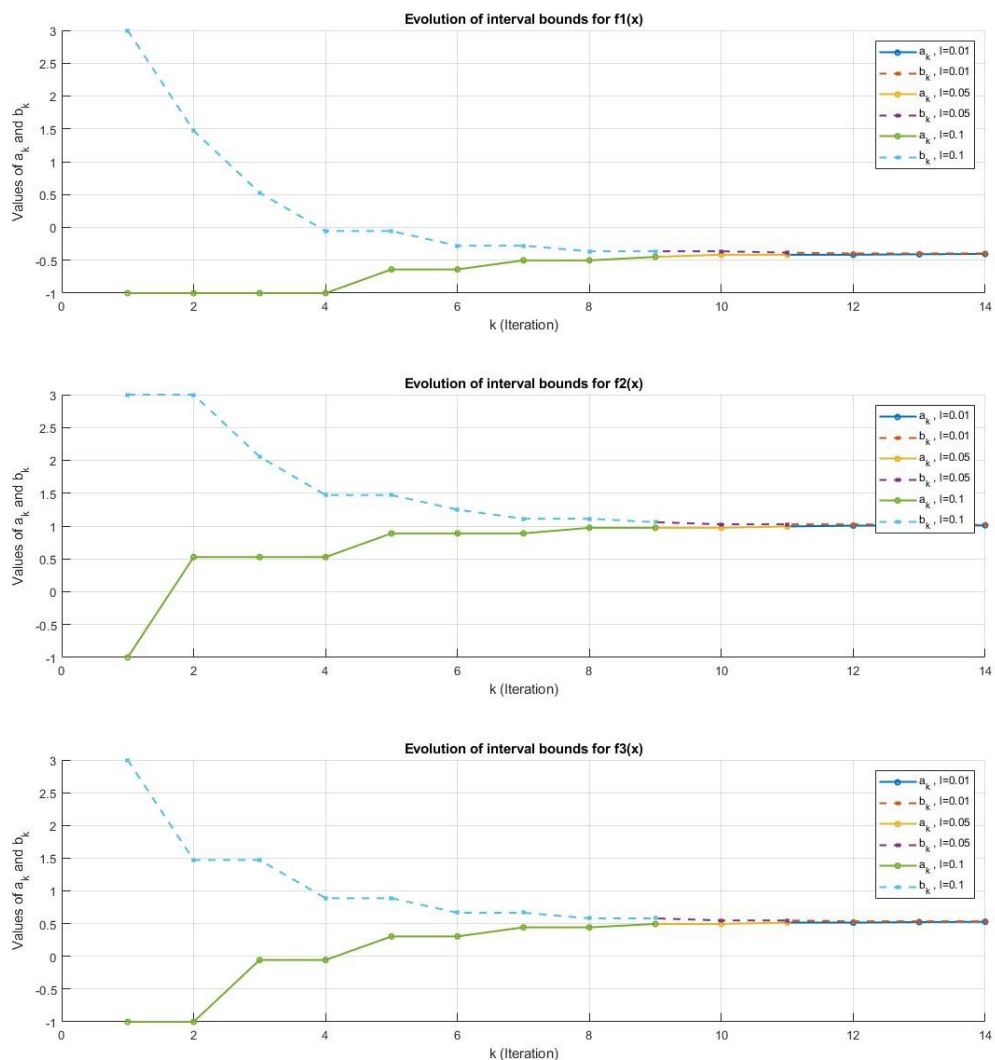 Evolution of interval bounds for f1(x)
Values of a_k and b_k
3
2.5
2
1.5
1
0.5
0
-0.5
-1
0 2 4 6 8 10 12 14
k (Iteration)
a_k , l=0.01
b_k , l=0.01
a_k , l=0.05
b_k , l=0.05
a_k , l=0.1
b_k , l=0.1
Evolution of interval bounds for f2(x)
Values of a_k and b_k
3
2.5
2
1.5
1
0.5
0
-0.5
-1
0 2 4 6 8 10 12 14
k (Iteration)
a_k , l=0.01
b_k , l=0.01
a_k , l=0.05
b_k , l=0.05
a_k , l=0.1
b_k , l=0.1
Evolution of interval bounds for f3(x)
Values of a_k and b_k
3
2.5
2
1.5
1
0.5
0
-0.5
-1
0 2 4 6 8 10 12 14
k (Iteration)
a_k , l=0.01
b_k , l=0.01
a_k , l=0.05
b_k , l=0.05
a_k , l=0.1
b_k , l=0.1